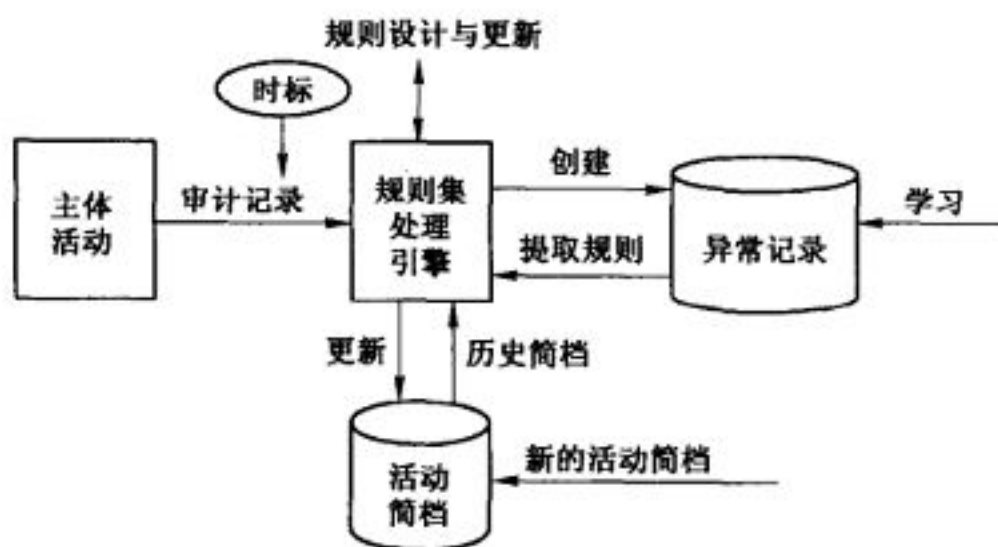 规则设计与更新
时标
主体
活动
审计记录
规则集
处理
引擎
创建
提取规则
异常记录
学习
更新
历史简档
活动
简档
新的活动简档